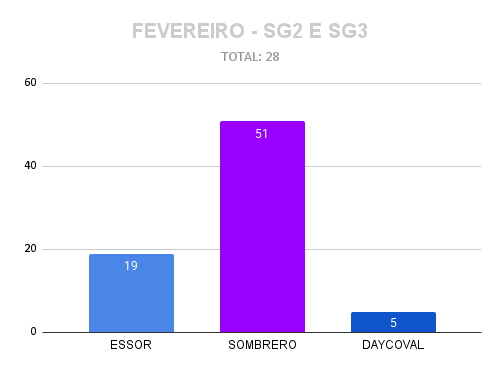 FEVEREIRO - SG2 E SG3
TOTAL: 28
60
40
20
0
51
19
5
ESSOR SOMBRERO DAYCOVAL